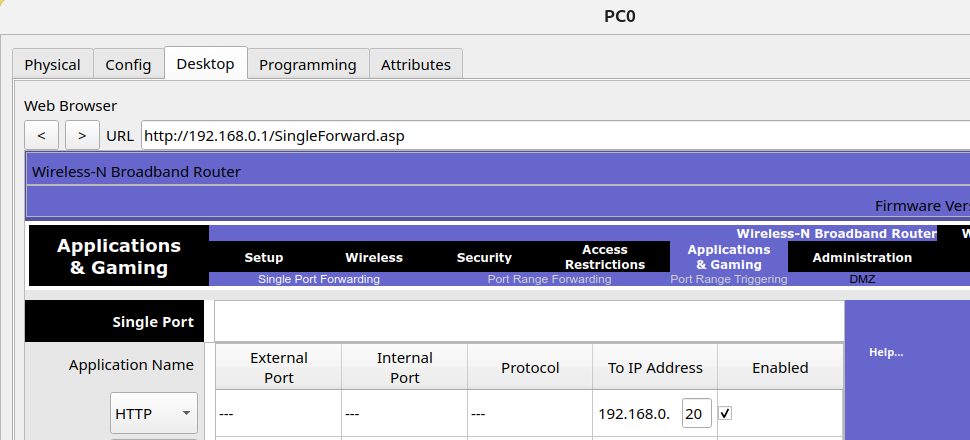 PC0
Physical Config Desktop Programming Attributes
Web Browser
< > URL http://192.168.0.1/SingleForward.asp
Wireless-N Broadband Router
Firmware Vers
Wireless-N Broadband Router W
Applications & Gaming
Setup Wireless Security Access Restrictions Applications & Gaming Administration
Single Port Forwarding Port Range Forwarding Port Range Triggering DMZ
Single Port
Help...
Application Name External Port Internal Port Protocol To IP Address Enabled
HTTP --- --- --- 192.168.0. 20